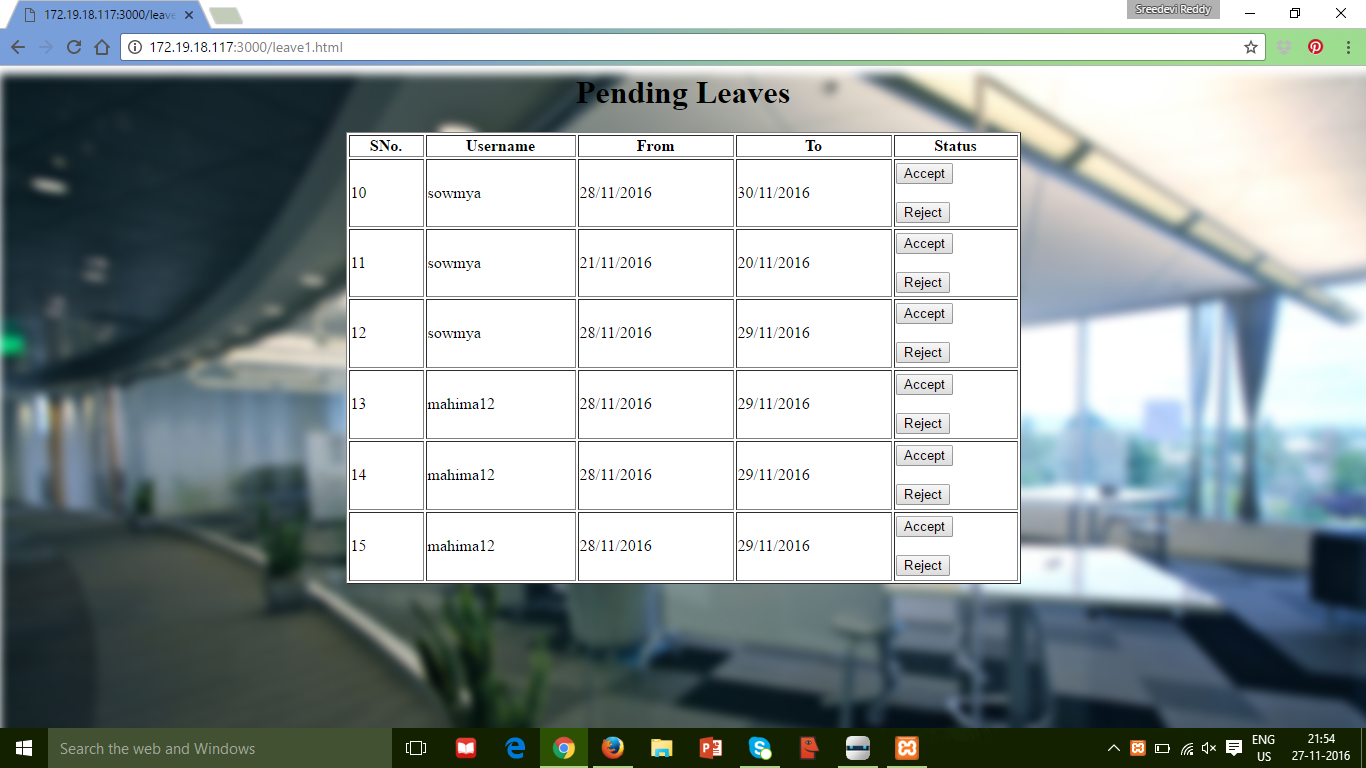 172.19.18.117:3000/leave
Sreedevi Reddy
172.19.18.117:3000/leave1.html
Pending Leaves
SNo. Username From To Status
10 sowmya 28/11/2016 30/11/2016 Accept
Reject
11 sowmya 21/11/2016 20/11/2016 Accept
Reject
12 sowmya 28/11/2016 29/11/2016 Accept
Reject
13 mahima12 28/11/2016 29/11/2016 Accept
Reject
14 mahima12 28/11/2016 29/11/2016 Accept
Reject
15 mahima12 28/11/2016 29/11/2016 Accept
Reject
Search the web and Windows
ENG 21:54
US 27-11-2016